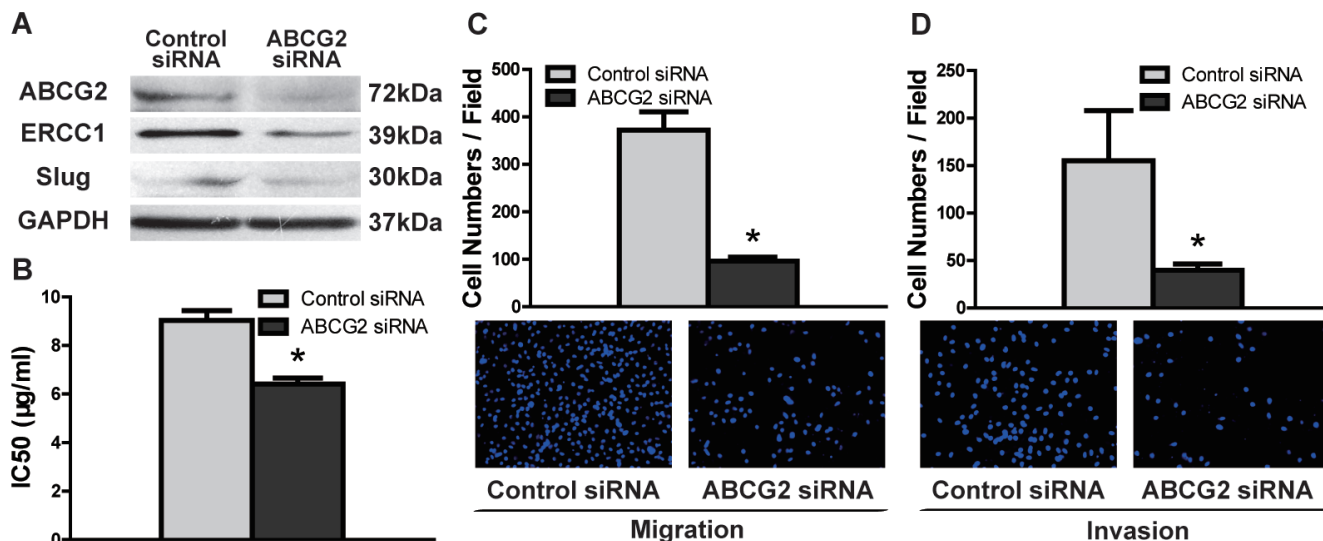 A
Control siRNA
ABCG2 siRNA
ABCG2
72kDa
ERCC1
39kDa
Slug
30kDa
GAPDH
37kDa
B
IC50 (µg/ml)
10
8
6
4
2
0
Control siRNA
ABCG2 siRNA
*
C
Cell Numbers / Field
500
400
300
200
100
0
Control siRNA
ABCG2 siRNA
*
Control siRNA
ABCG2 siRNA
Migration
D
Cell Numbers / Field
250
200
150
100
50
0
Control siRNA
ABCG2 siRNA
*
Control siRNA
ABCG2 siRNA
Invasion